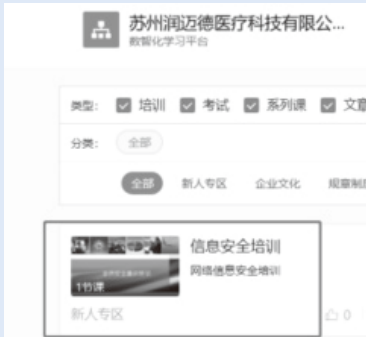 苏州润迈德医疗科技有限公...
数智化学习平台
类型: 培训 考试 系列课 文章
分类: 全部
全部 新人专区 企业文化 规章制度
信息安全培训
网络信息安全培训
1节课
新人专区 0